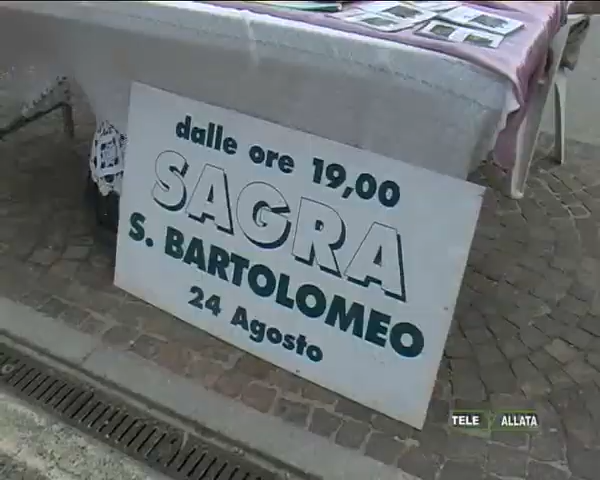 dalle ore 19,00
SAGRA
S. BARTOLOMEO
24 Agosto
TELE ALLATA